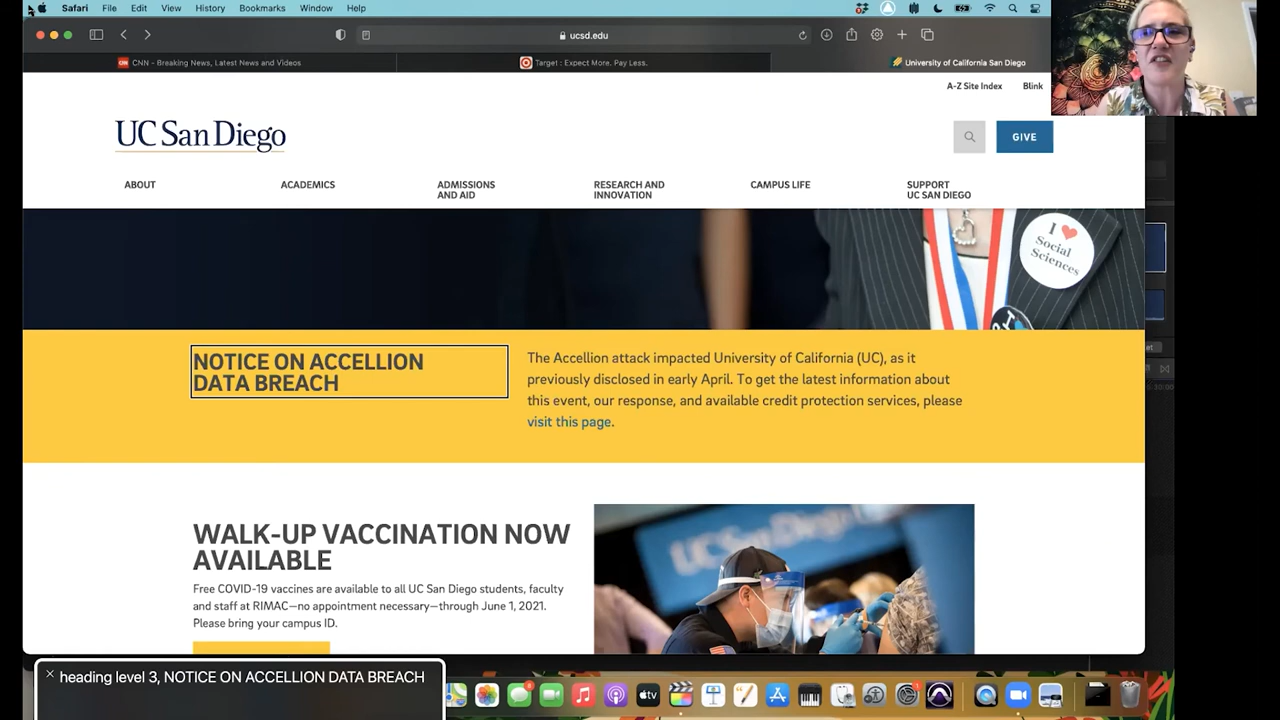 Safari File Edit View History Bookmarks Window Help
ucsd.edu
CNN - Breaking News, Latest News and Videos
Target : Expect More. Pay Less.
University of California San Diego
A-Z Site Index Blink
UC San Diego
GIVE
ABOUT
ACADEMICS
ADMISSIONS
AND AID
RESEARCH AND
INNOVATION
CAMPUS LIFE
SUPPORT
UC SAN DIEGO
I ❤ Social Sciences
NOTICE ON ACCELLION
DATA BREACH
The Accellion attack impacted University of California (UC), as it
previously disclosed in early April. To get the latest information about
this event, our response, and available credit protection services, please
visit this page.
WALK-UP VACCINATION NOW
AVAILABLE
Free COVID-19 vaccines are available to all UC San Diego students, faculty
and staff at RIMAC—no appointment necessary—through June 1, 2021.
Please bring your campus ID.
UC San Diego
heading level 3, NOTICE ON ACCELLION DATA BREACH
tv